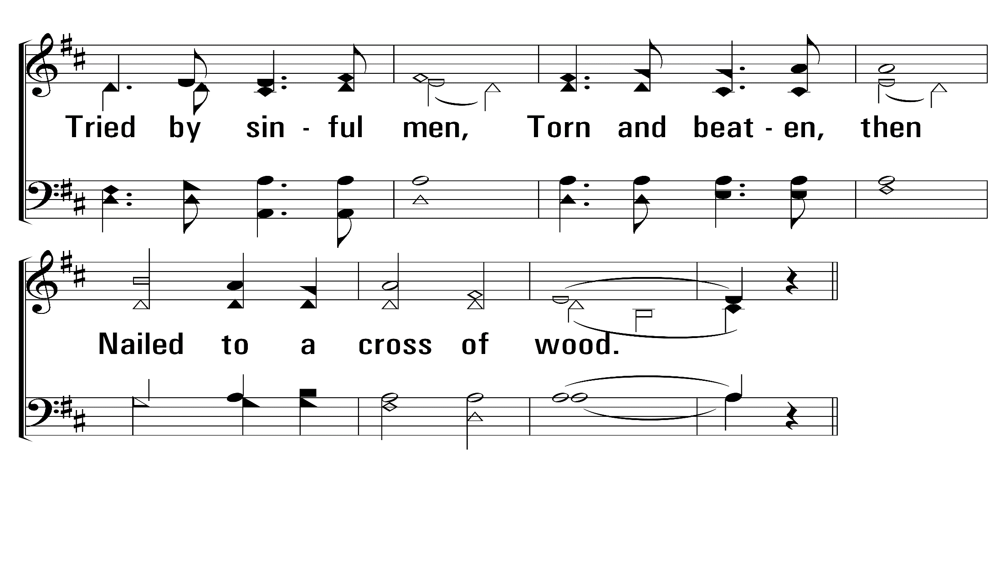 Tried by sin - ful men, Torn and beat - en, then
Nailed to a cross of wood.